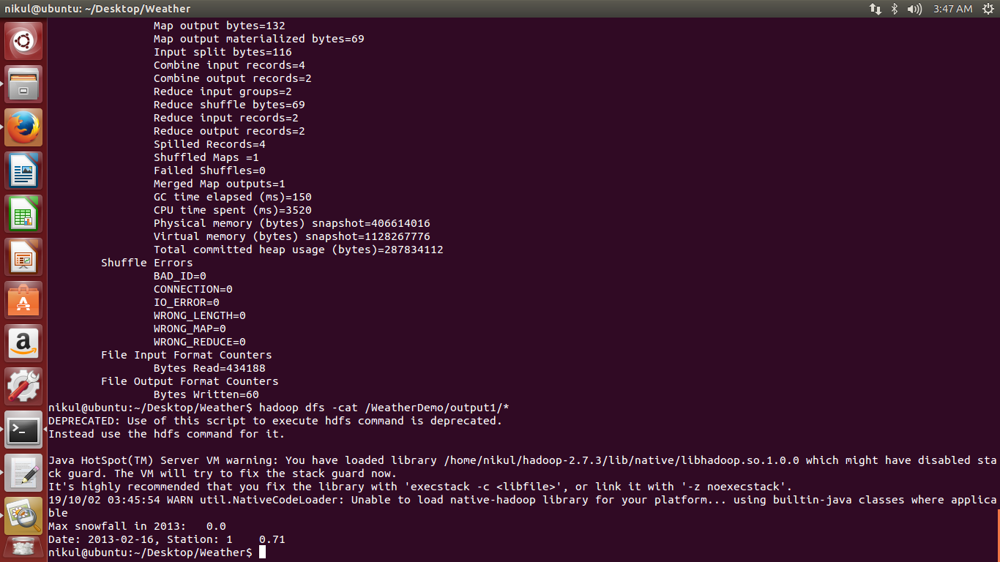 nikul@ubuntu: ~/Desktop/Weather
3:47 AM
Map output bytes=132
Map output materialized bytes=69
Input split bytes=116
Combine input records=4
Combine output records=2
Reduce input groups=2
Reduce shuffle bytes=69
Reduce input records=2
Reduce output records=2
Spilled Records=4
Shuffled Maps =1
Failed Shuffles=0
Merged Map outputs=1
GC time elapsed (ms)=150
CPU time spent (ms)=3520
Physical memory (bytes) snapshot=406614016
Virtual memory (bytes) snapshot=1128267776
Total committed heap usage (bytes)=287834112
Shuffle Errors
BAD_ID=0
CONNECTION=0
IO_ERROR=0
WRONG_LENGTH=0
WRONG_MAP=0
WRONG_REDUCE=0
File Input Format Counters
Bytes Read=434188
File Output Format Counters
Bytes Written=60
nikul@ubuntu:~/Desktop/Weather$ hadoop dfs -cat /WeatherDemo/output1/*
DEPRECATED: Use of this script to execute hdfs command is deprecated.
Instead use the hdfs command for it.
Java HotSpot(TM) Server VM warning: You have loaded library /home/nikul/hadoop-2.7.3/lib/native/libhadoop.so.1.0.0 which might have disabled sta
ck guard. The VM will try to fix the stack guard now.
It's highly recommended that you fix the library with 'execstack -c <libfile>', or link it with '-z noexecstack'.
19/10/02 03:45:54 WARN util.NativeCodeLoader: Unable to load native-hadoop library for your platform... using builtin-java classes where applica
ble
Max snowfall in 2013:   0.0
Date: 2013-02-16, Station: 1    0.71
nikul@ubuntu:~/Desktop/Weather$